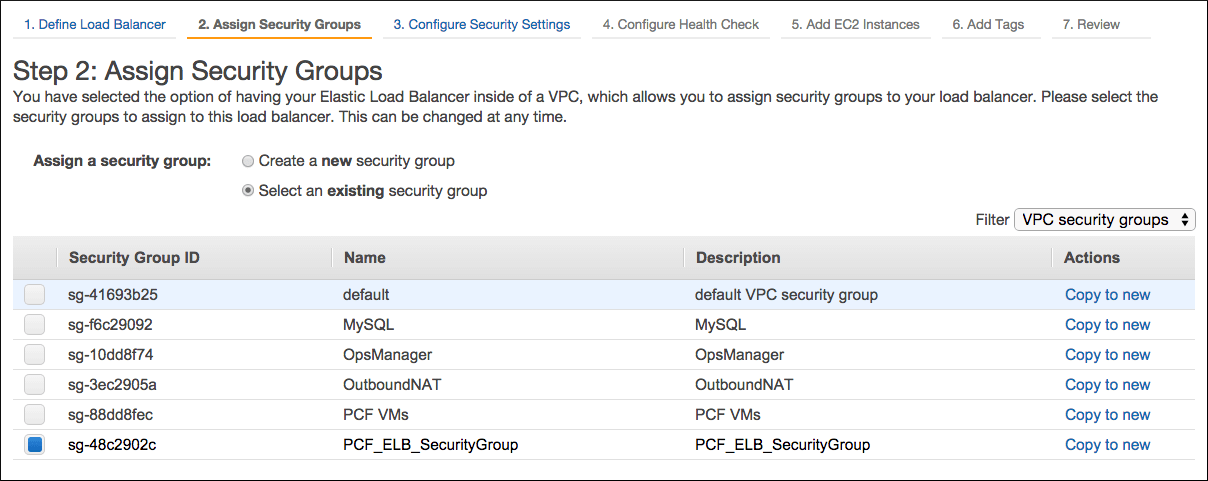 1. Define Load Balancer 2. Assign Security Groups 3. Configure Security Settings 4. Configure Health Check 5. Add EC2 Instances 6. Add Tags 7. Review
Step 2: Assign Security Groups
You have selected the option of having your Elastic Load Balancer inside of a VPC, which allows you to assign security groups to your load balancer. Please select the
security groups to assign to this load balancer. This can be changed at any time.
Assign a security group: Create a new security group
Select an existing security group
Filter VPC security groups
Security Group ID Name Description Actions
sg-41693b25 default default VPC security group Copy to new
sg-f6c29092 MySQL MySQL Copy to new
sg-10dd8f74 OpsManager OpsManager Copy to new
sg-3ec2905a OutboundNAT OutboundNAT Copy to new
sg-88dd8fec PCF VMs PCF VMs Copy to new
sg-48c2902c PCF_ELB_SecurityGroup PCF_ELB_SecurityGroup Copy to new